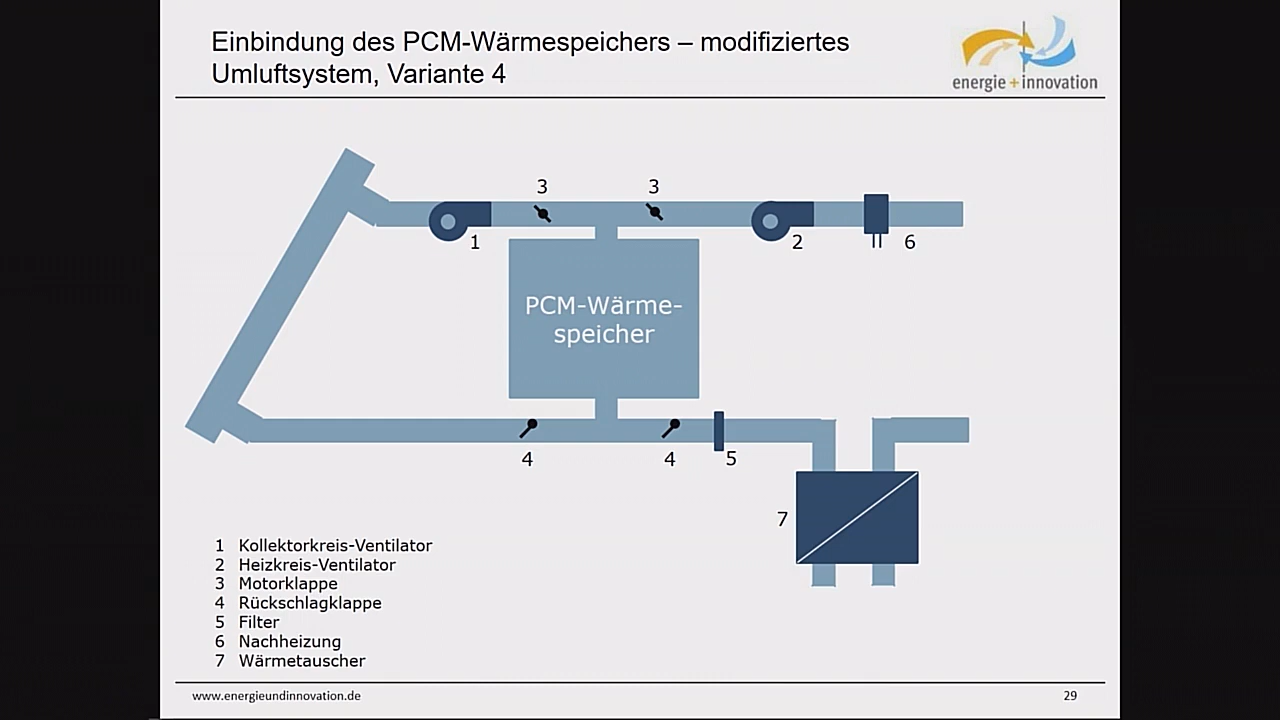 Einbindung des PCM-Wärmespeichers – modifiziertes
Umluftsystem, Variante 4
energie+innovation
3
3
1
2
6
PCM-Wärme-
speicher
4
4
5
7
1 Kollektorkreis-Ventilator
2 Heizkreis-Ventilator
3 Motorklappe
4 Rückschlagklappe
5 Filter
6 Nachheizung
7 Wärmetauscher
www.energieundinnovation.de
29